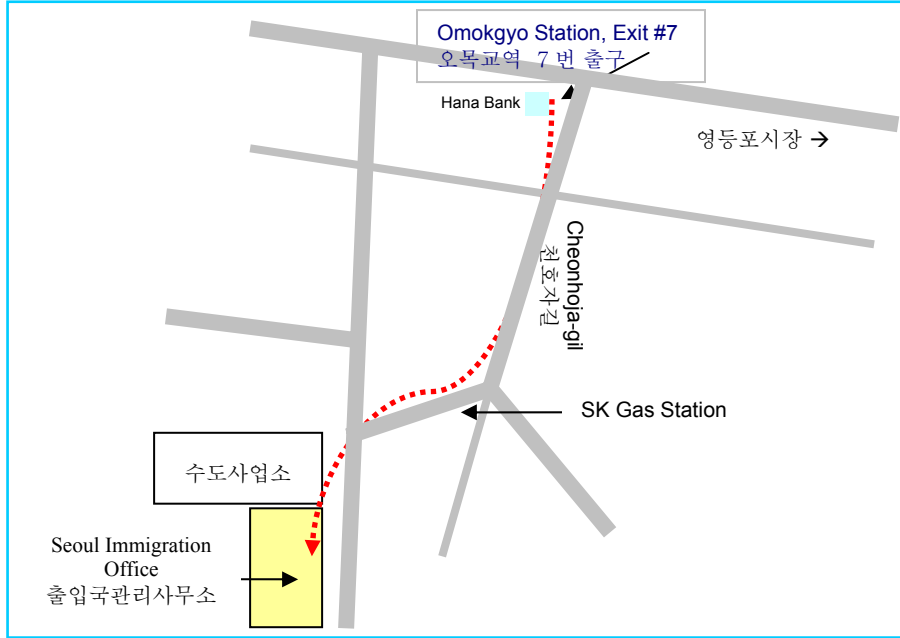 Omokgyo Station, Exit #7
오목교역 7 번 출구
Hana Bank
영등포시장 →
Cheonhoja-gil
천호자길
SK Gas Station
수도사업소
Seoul Immigration
Office
출입국관리사무소